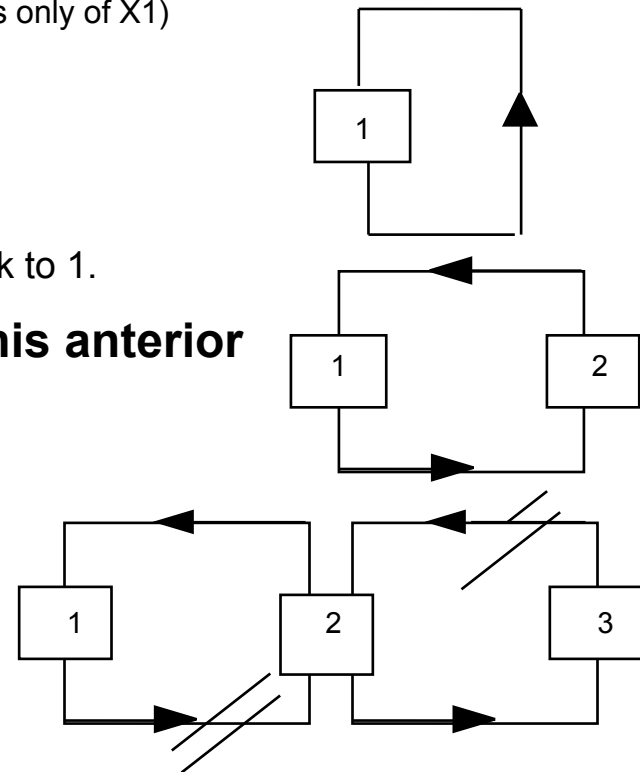 s only of X1)
1
k to 1.
his anterior
1 2
1 2 3